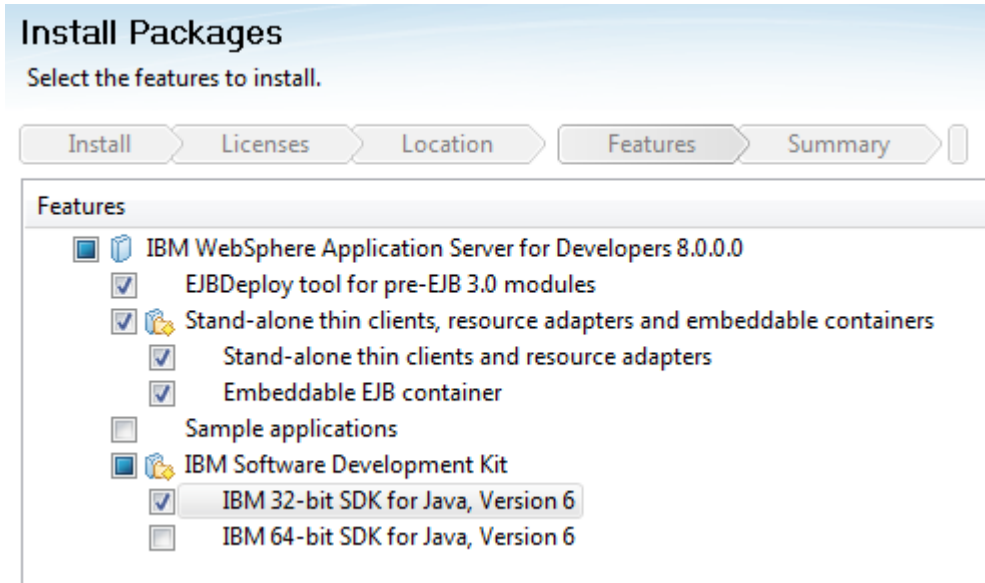 Install Packages
Select the features to install.
Install Licenses Location Features Summary
Features
IBM WebSphere Application Server for Developers 8.0.0.0
EJBDeploy tool for pre-EJB 3.0 modules
Stand-alone thin clients, resource adapters and embeddable containers
Stand-alone thin clients and resource adapters
Embeddable EJB container
Sample applications
IBM Software Development Kit
IBM 32-bit SDK for Java, Version 6
IBM 64-bit SDK for Java, Version 6